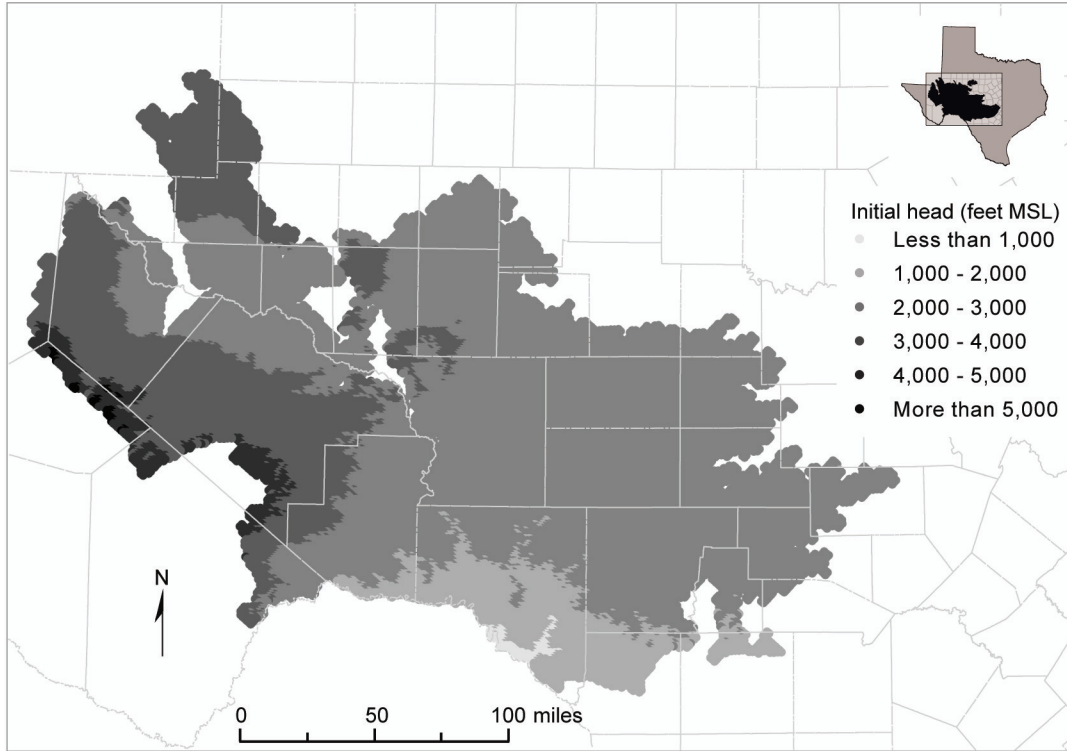 Initial head (feet MSL)
Less than 1,000
1,000 - 2,000
2,000 - 3,000
3,000 - 4,000
4,000 - 5,000
More than 5,000
N
0 50 100 miles